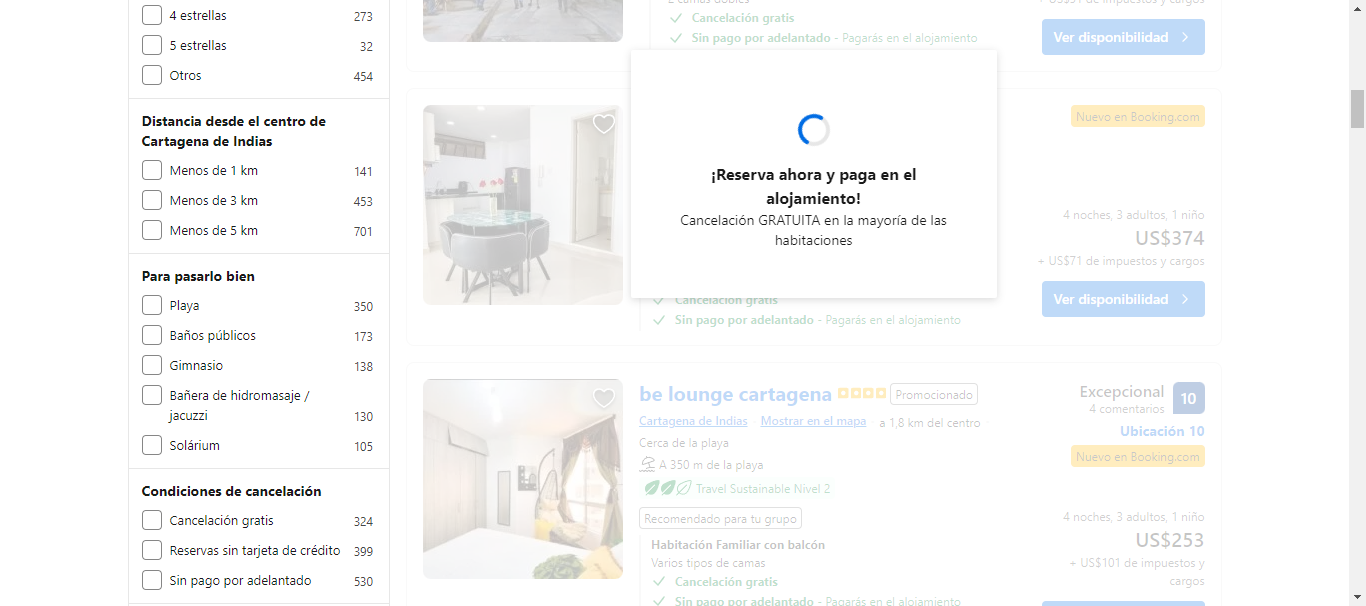 4 estrellas 273
5 estrellas 32
Otros 454
Distancia desde el centro de
Cartagena de Indias
Menos de 1 km 141
Menos de 3 km 453
Menos de 5 km 701
Para pasarlo bien
Playa 350
Baños públicos 173
Gimnasio 138
Bañera de hidromasaje /
jacuzzi 130
Solárium 105
Condiciones de cancelación
Cancelación gratis 324
Reservas sin tarjeta de crédito 399
Sin pago por adelantado 530
2 camas dobles
Cancelación gratis
Sin pago por adelantado - Pagarás en el alojamiento
de impuestos y cargos
Ver disponibilidad
¡Reserva ahora y paga en el
alojamiento!
Cancelación GRATUITA en la mayoría de las
habitaciones
Nuevo en Booking.com
4 noches, 3 adultos, 1 niño
US$374
+ US$71 de impuestos y cargos
Ver disponibilidad
Cancelación gratis
Sin pago por adelantado - Pagarás en el alojamiento
be lounge cartagena Promocionado
Cartagena de Indias Mostrar en el mapa a 1,8 km del centro
Cerca de la playa
A 350 m de la playa
Travel Sustainable Nivel 2
Recomendado para tu grupo
Habitación Familiar con balcón
Varios tipos de camas
Cancelación gratis
Sin pago por adelantado - Pagarás en el alojamiento
Excepcional 10
4 comentarios
Ubicación 10
Nuevo en Booking.com
4 noches, 3 adultos, 1 niño
US$253
+ US$101 de impuestos y
cargos